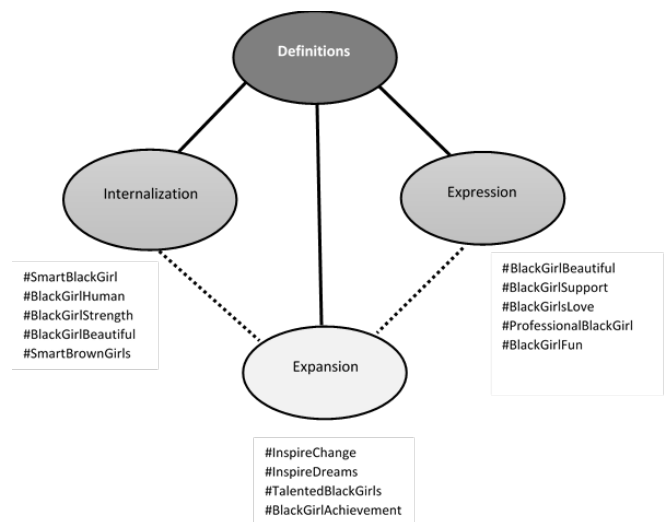 Definitions
Internalization
Expression
#SmartBlackGirl
#BlackGirlHuman
#BlackGirlStrength
#BlackGirlBeautiful
#SmartBrownGirls
#BlackGirlBeautiful
#BlackGirlSupport
#BlackGirlsLove
#ProfessionalBlackGirl
#BlackGirlFun
Expansion
#InspireChange
#InspireDreams
#TalentedBlackGirls
#BlackGirlAchievement